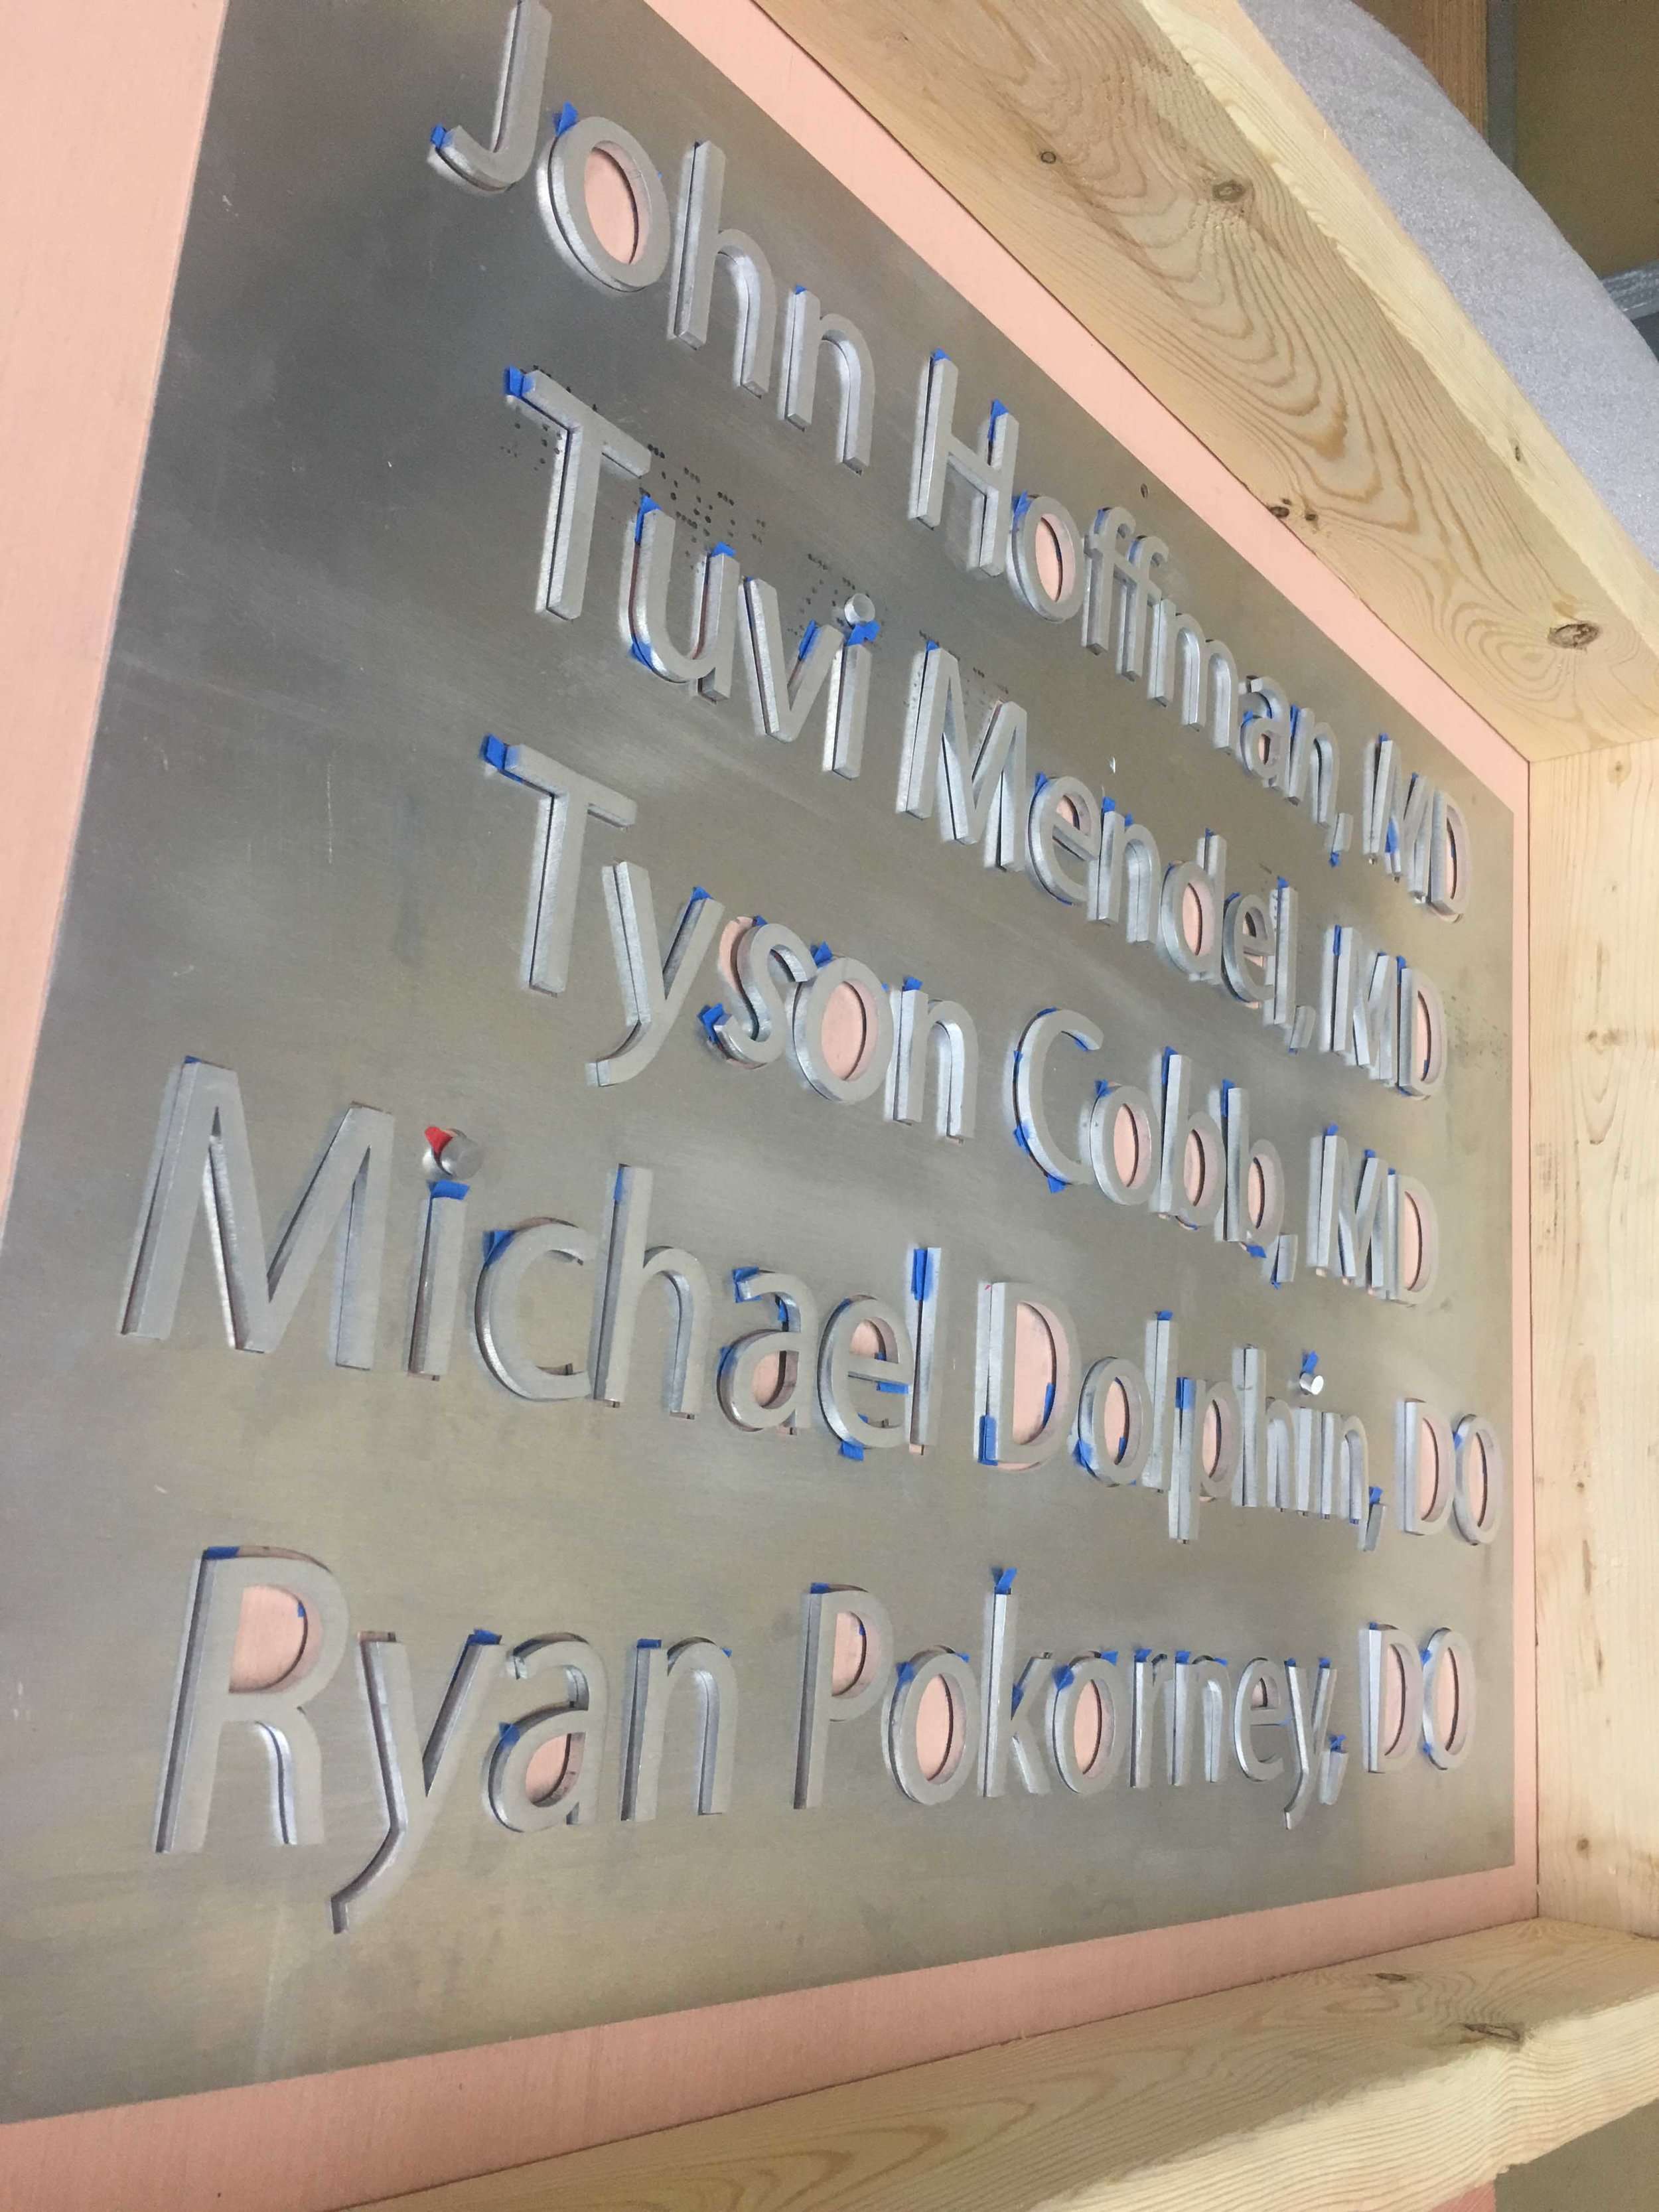 John Hoffman, MD
Tuvi Mendel, MD
Tyson Cobb, MD
Michael Dolphin, DO
Ryan Pokorney, DO